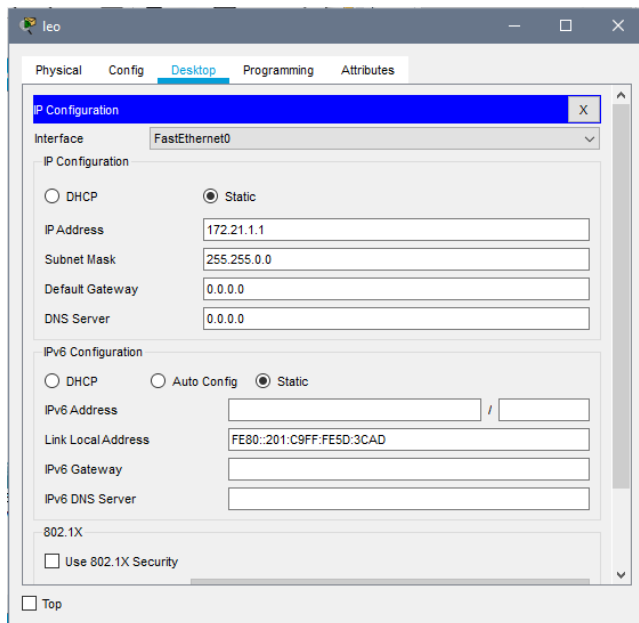 leo
Physical Config Desktop Programming Attributes
IP Configuration X
Interface FastEthernet0
IP Configuration
DHCP Static
IP Address 172.21.1.1
Subnet Mask 255.255.0.0
Default Gateway 0.0.0.0
DNS Server 0.0.0.0
IPv6 Configuration
DHCP Auto Config Static
IPv6 Address /
Link Local Address FE80::201:C9FF:FE5D:3CAD
IPv6 Gateway
IPv6 DNS Server
802.1X
Use 802.1X Security
Top